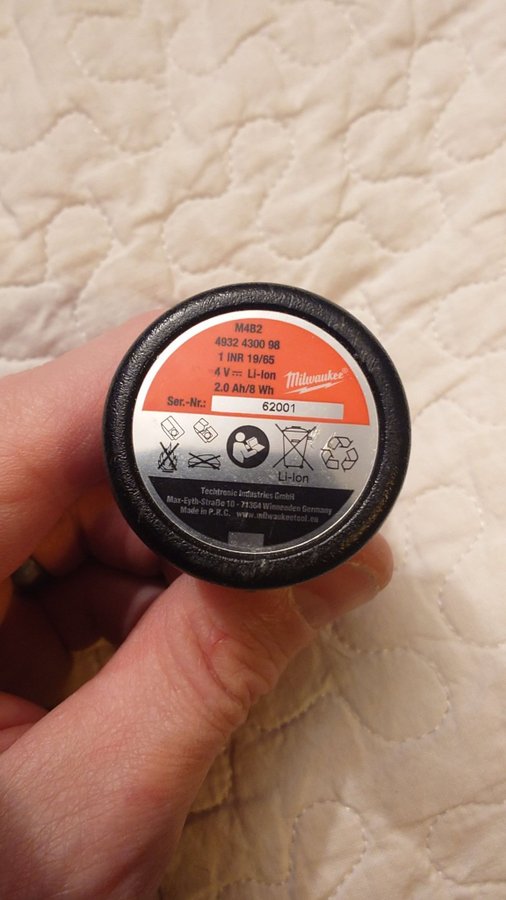 M4B2
4932 4300 98
1 INR 19/65
4 V ⎓ Li-Ion
2.0 Ah/8 Wh
Milwaukee®
Ser.-Nr.: 62001
Li-Ion
Techtronic Industries GmbH
Max-Eyth-Straße 10 - 71364 Winnenden Germany
Made in P.R.C. www.milwaukeetool.eu